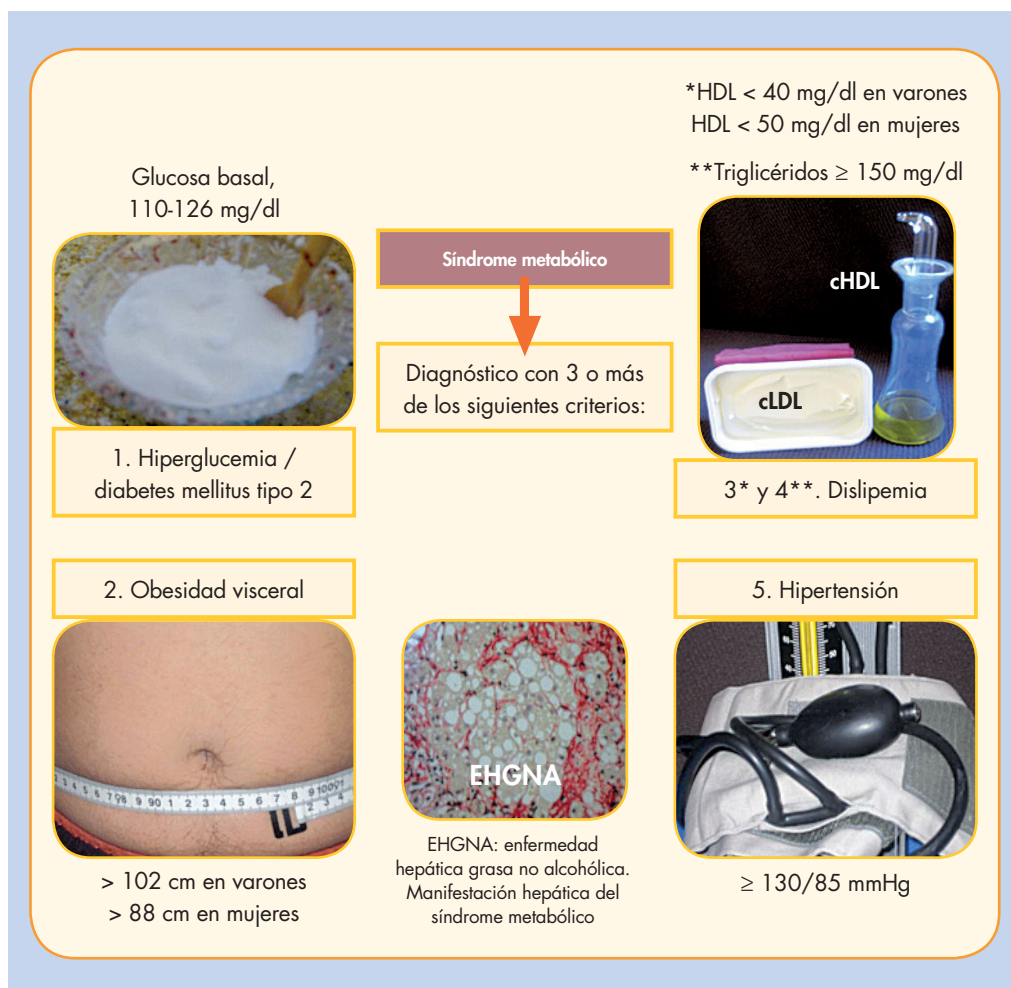 Glucosa basal,
110-126 mg/dl
1. Hiperglucemia /
diabetes mellitus tipo 2
Síndrome metabólico
Diagnóstico con 3 o más
de los siguientes criterios:
*HDL < 40 mg/dl en varones
HDL < 50 mg/dl en mujeres
**Triglicéridos ≥ 150 mg/dl
cHDL
cLDL
3* y 4**. Dislipemia
2. Obesidad visceral
> 102 cm en varones
> 88 cm en mujeres
EHGNA
EHGNA: enfermedad
hepática grasa no alcohólica.
Manifestación hepática del
síndrome metabólico
5. Hipertensión
≥ 130/85 mmHg